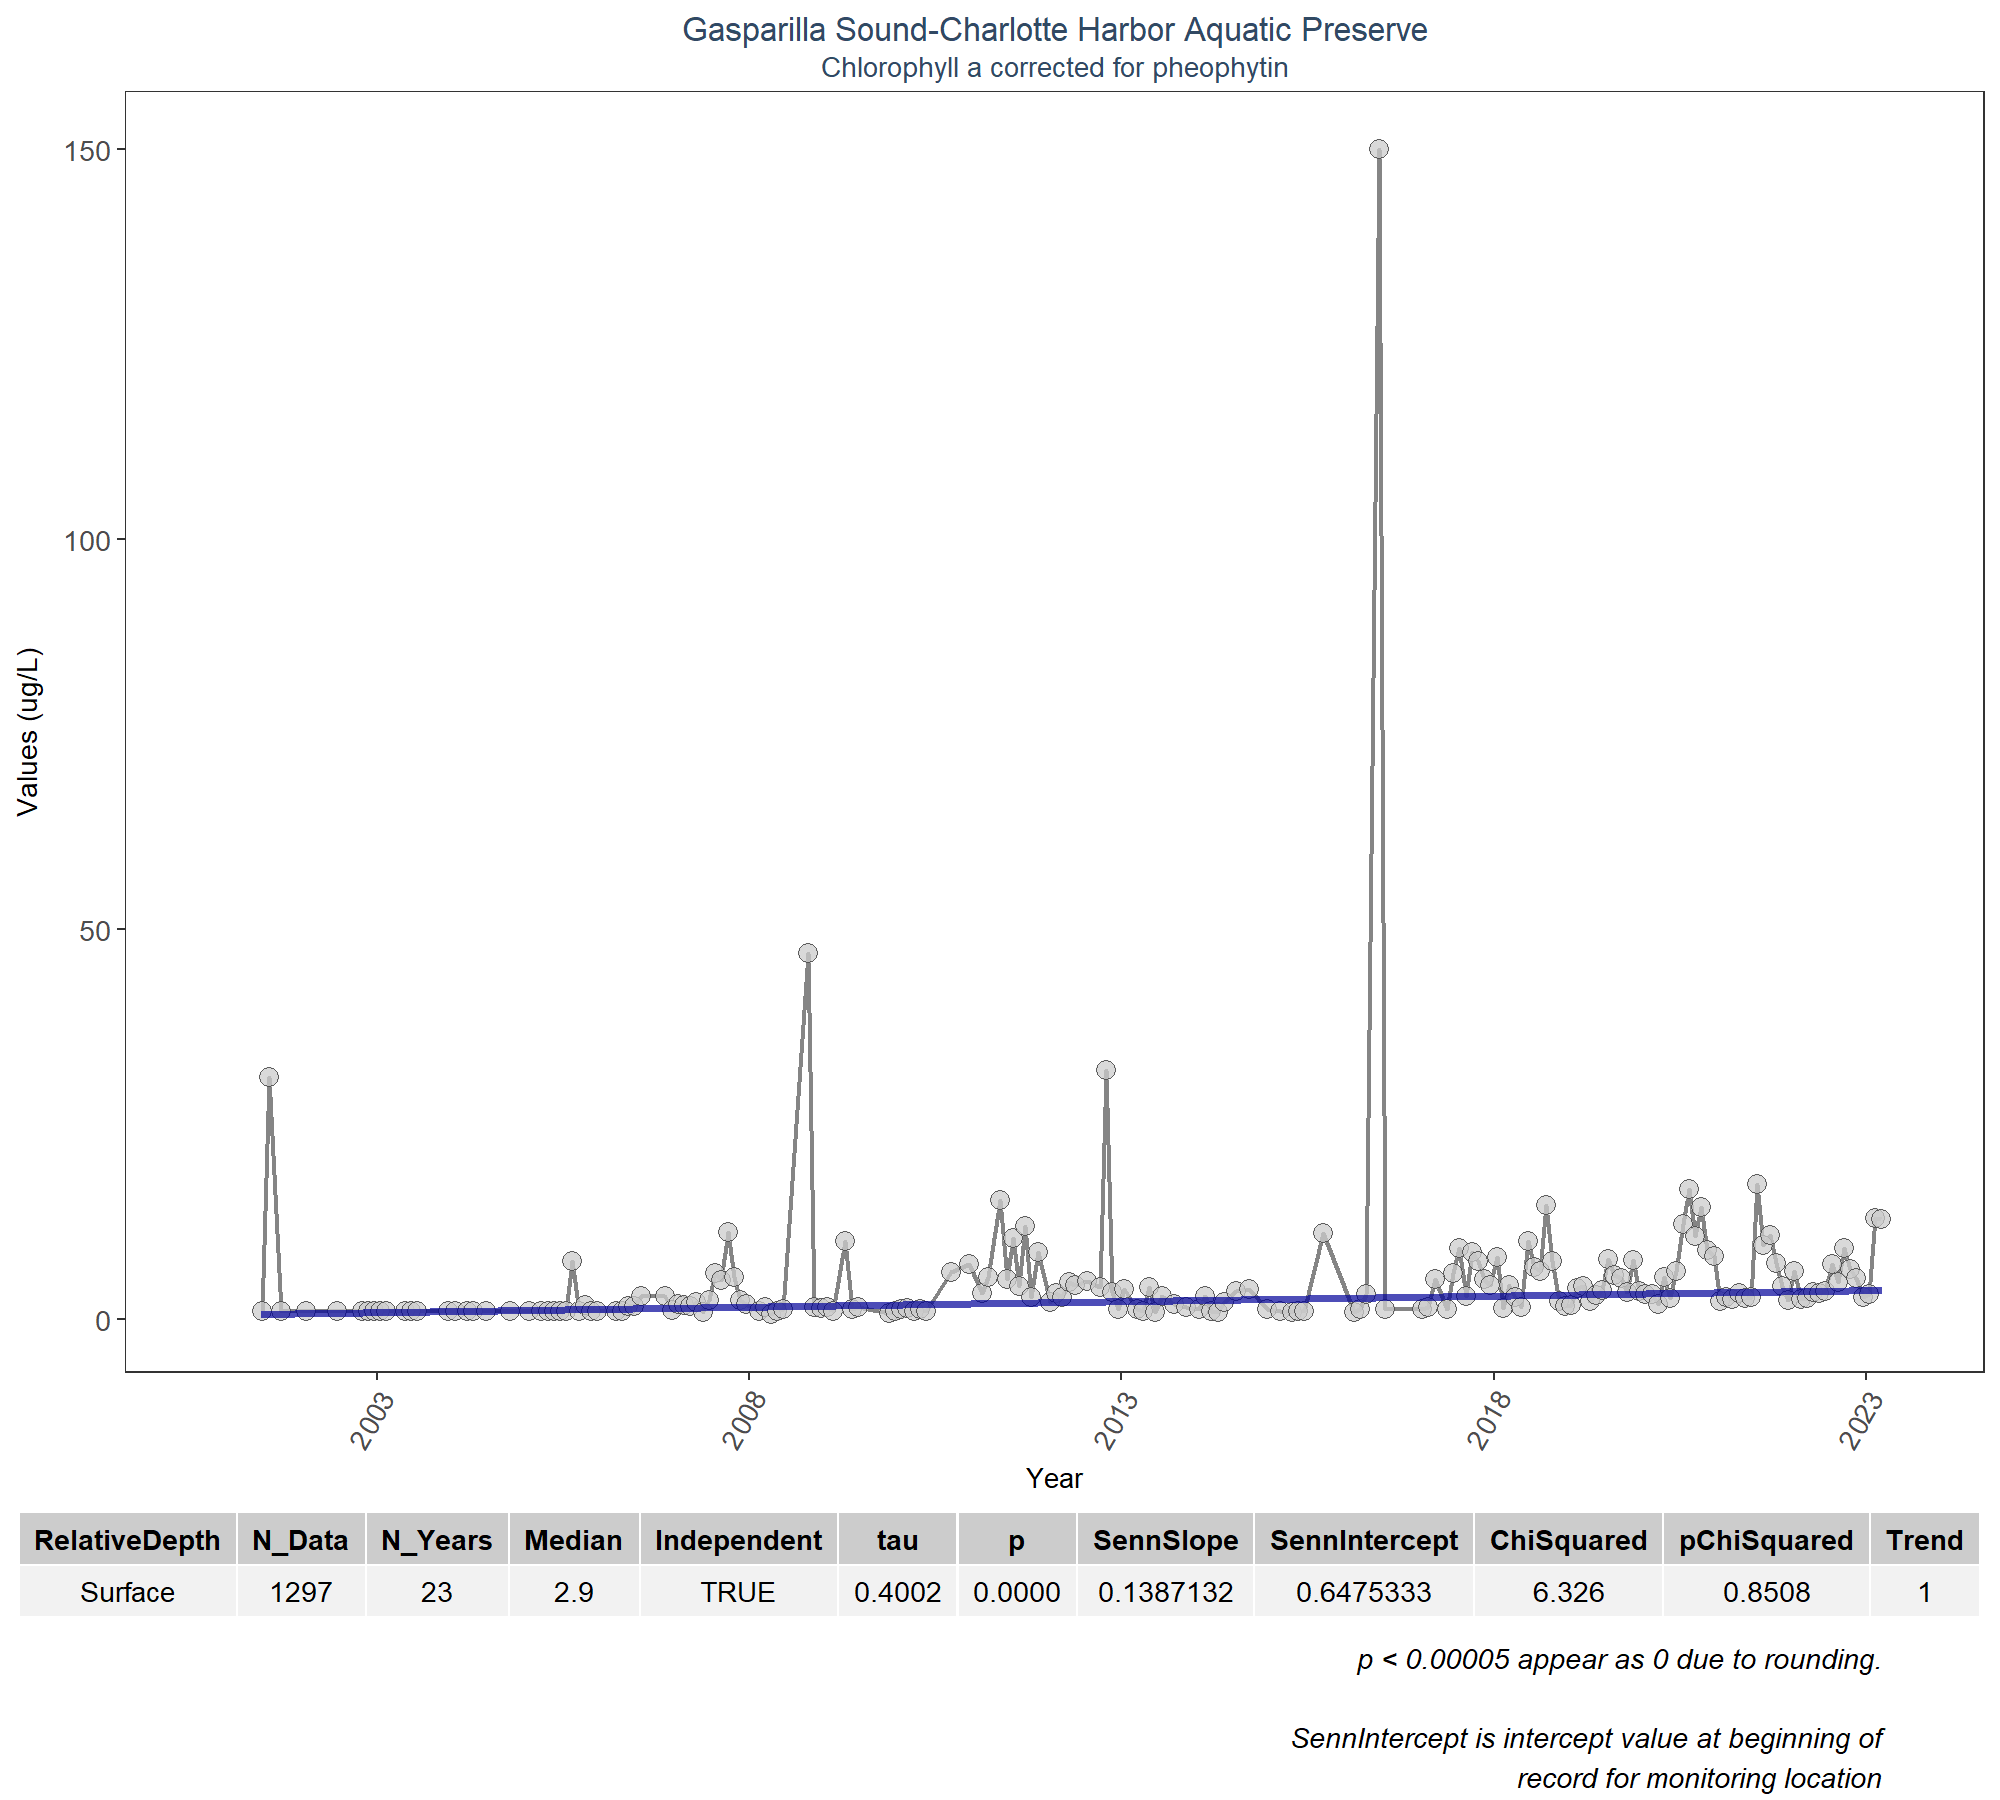 Gasparilla Sound-Charlotte Harbor Aquatic Preserve
Chlorophyll a corrected for pheophytin
Values (ug/L)
150
100
50
0
2003 2008 2013 2018 2023
Year
RelativeDepth N_Data N_Years Median Independent tau p SennSlope SennIntercept ChiSquared pChiSquared Trend
Surface 1297 23 2.9 TRUE 0.4002 0.0000 0.1387132 0.6475333 6.326 0.8508 1
p < 0.00005 appear as 0 due to rounding.
SennIntercept is intercept value at beginning of
record for monitoring location